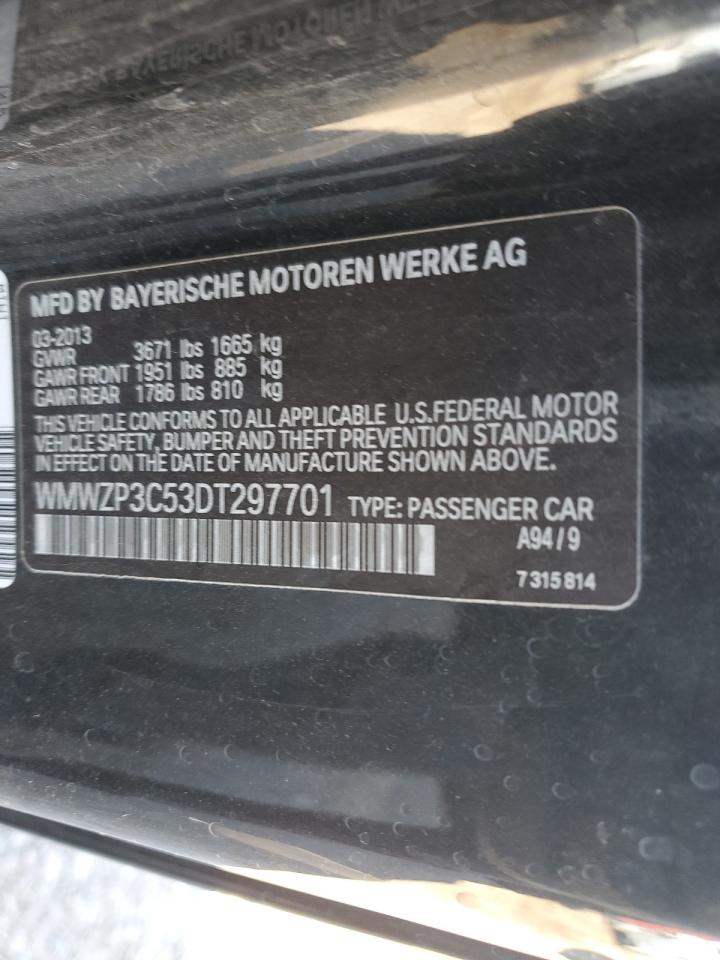 MFD BY BAYERISCHE MOTOREN WERKE AG
03-2013
GVWR 3671 lbs 1665 kg
GAWR FRONT 1951 lbs 885 kg
GAWR REAR 1786 lbs 810 kg
THIS VEHICLE CONFORMS TO ALL APPLICABLE U.S.FEDERAL MOTOR
VEHICLE SAFETY, BUMPER AND THEFT PREVENTION STANDARDS
IN EFFECT ON THE DATE OF MANUFACTURE SHOWN ABOVE.
WMWZP3C53DT297701 TYPE: PASSENGER CAR
A94 / 9
7 315 814